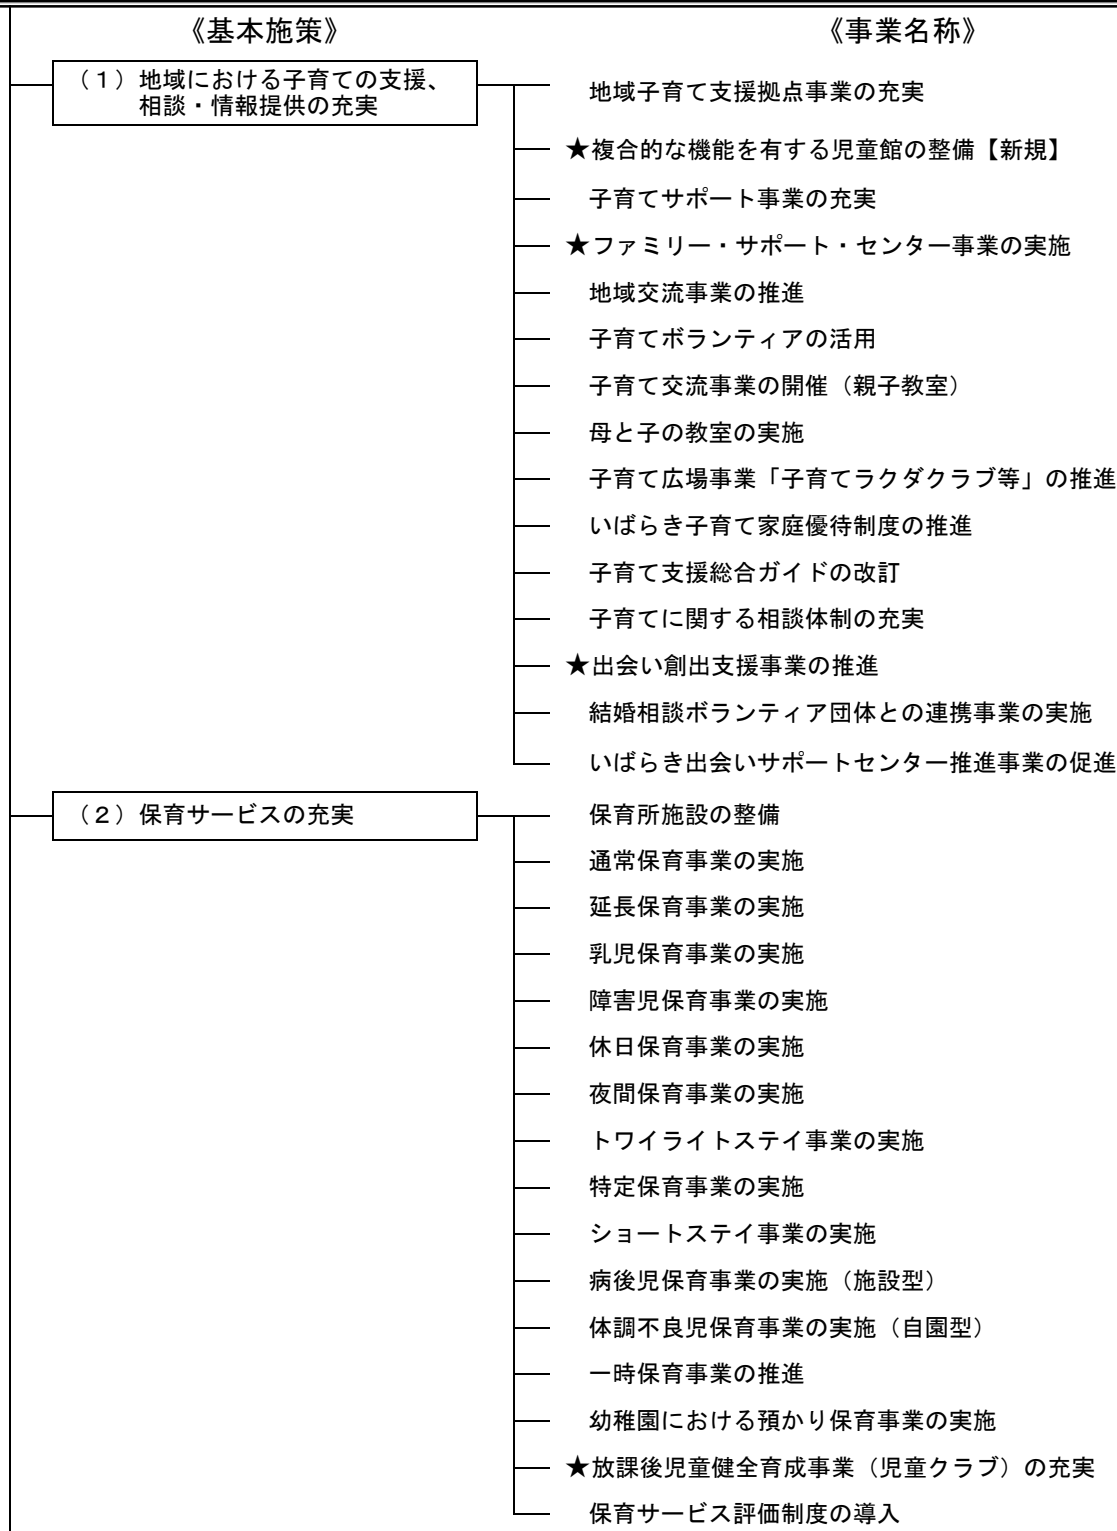 《基本施策》
《事業名称》
（１）地域における子育ての支援、
相談・情報提供の充実
地域子育て支援拠点事業の充実
★複合的な機能を有する児童館の整備【新規】
子育てサポート事業の充実
★ファミリー・サポート・センター事業の実施
地域交流事業の推進
子育てボランティアの活用
子育て交流事業の開催（親子教室）
母と子の教室の実施
子育て広場事業「子育てラクダクラブ等」の推進
いばらき子育て家庭優待制度の推進
子育て支援総合ガイドの改訂
子育てに関する相談体制の充実
★出会い創出支援事業の推進
結婚相談ボランティア団体との連携事業の実施
いばらき出会いサポートセンター推進事業の促進
（２）保育サービスの充実
保育所施設の整備
通常保育事業の実施
延長保育事業の実施
乳児保育事業の実施
障害児保育事業の実施
休日保育事業の実施
夜間保育事業の実施
トワイライトステイ事業の実施
特定保育事業の実施
ショートステイ事業の実施
病後児保育事業の実施（施設型）
体調不良児保育事業の実施（自園型）
一時保育事業の推進
幼稚園における預かり保育事業の実施
★放課後児童健全育成事業（児童クラブ）の充実
保育サービス評価制度の導入